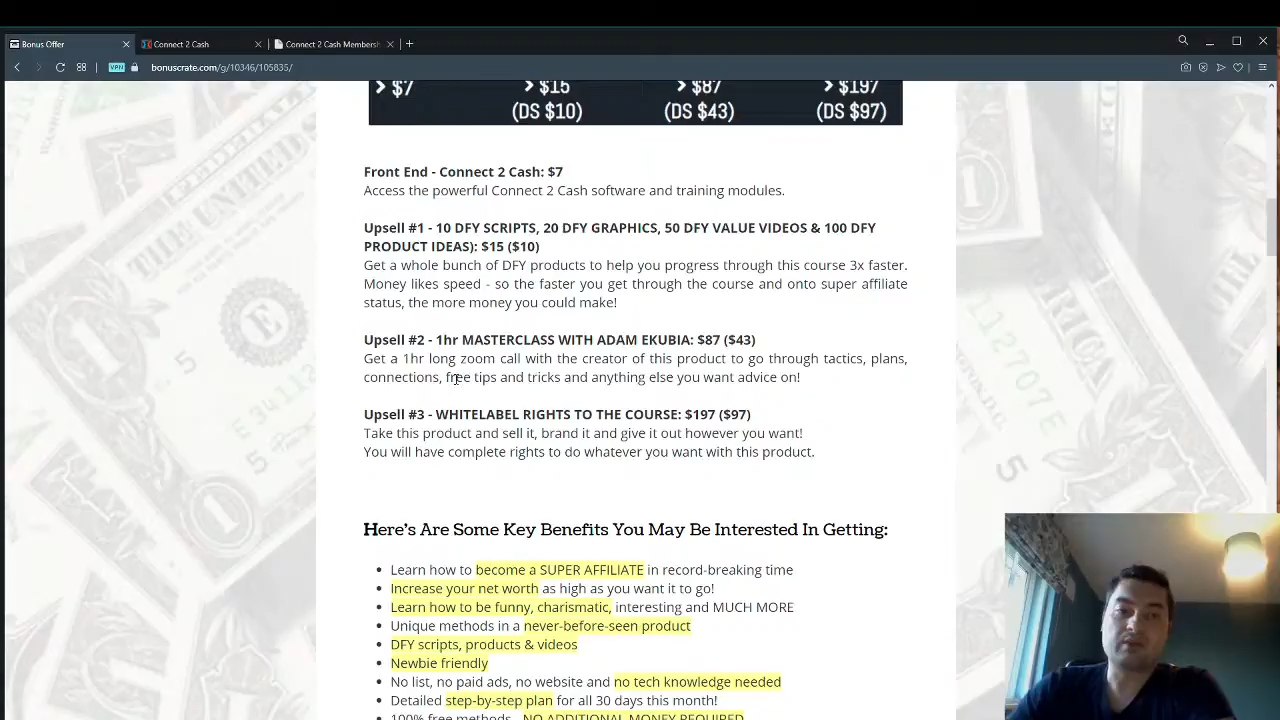 Bonus Offer
Connect 2 Cash
Connect 2 Cash Membersh
VPN
bonuscrate.com/g/10346/105835/
> $7
> $15
> $87
> $197
(DS $10)
(DS $43)
(DS $97)
Front End - Connect 2 Cash: $7
Access the powerful Connect 2 Cash software and training modules.
Upsell #1 - 10 DFY SCRIPTS, 20 DFY GRAPHICS, 50 DFY VALUE VIDEOS & 100 DFY
PRODUCT IDEAS): $15 ($10)
Get a whole bunch of DFY products to help you progress through this course 3x faster.
Money likes speed - so the faster you get through the course and onto super affiliate
status, the more money you could make!
Upsell #2 - 1hr MASTERCLASS WITH ADAM EKUBIA: $87 ($43)
Get a 1hr long zoom call with the creator of this product to go through tactics, plans,
connections, free tips and tricks and anything else you want advice on!
Upsell #3 - WHITELABEL RIGHTS TO THE COURSE: $197 ($97)
Take this product and sell it, brand it and give it out however you want!
You will have complete rights to do whatever you want with this product.
Here's Are Some Key Benefits You May Be Interested In Getting:
• Learn how to become a SUPER AFFILIATE in record-breaking time
• Increase your net worth as high as you want it to go!
• Learn how to be funny, charismatic, interesting and MUCH MORE
• Unique methods in a never-before-seen product
• DFY scripts, products & videos
• Newbie friendly
• No list, no paid ads, no website and no tech knowledge needed
• Detailed step-by-step plan for all 30 days this month!
• 100% free methods - NO ADDITIONAL MONEY REQUIRED